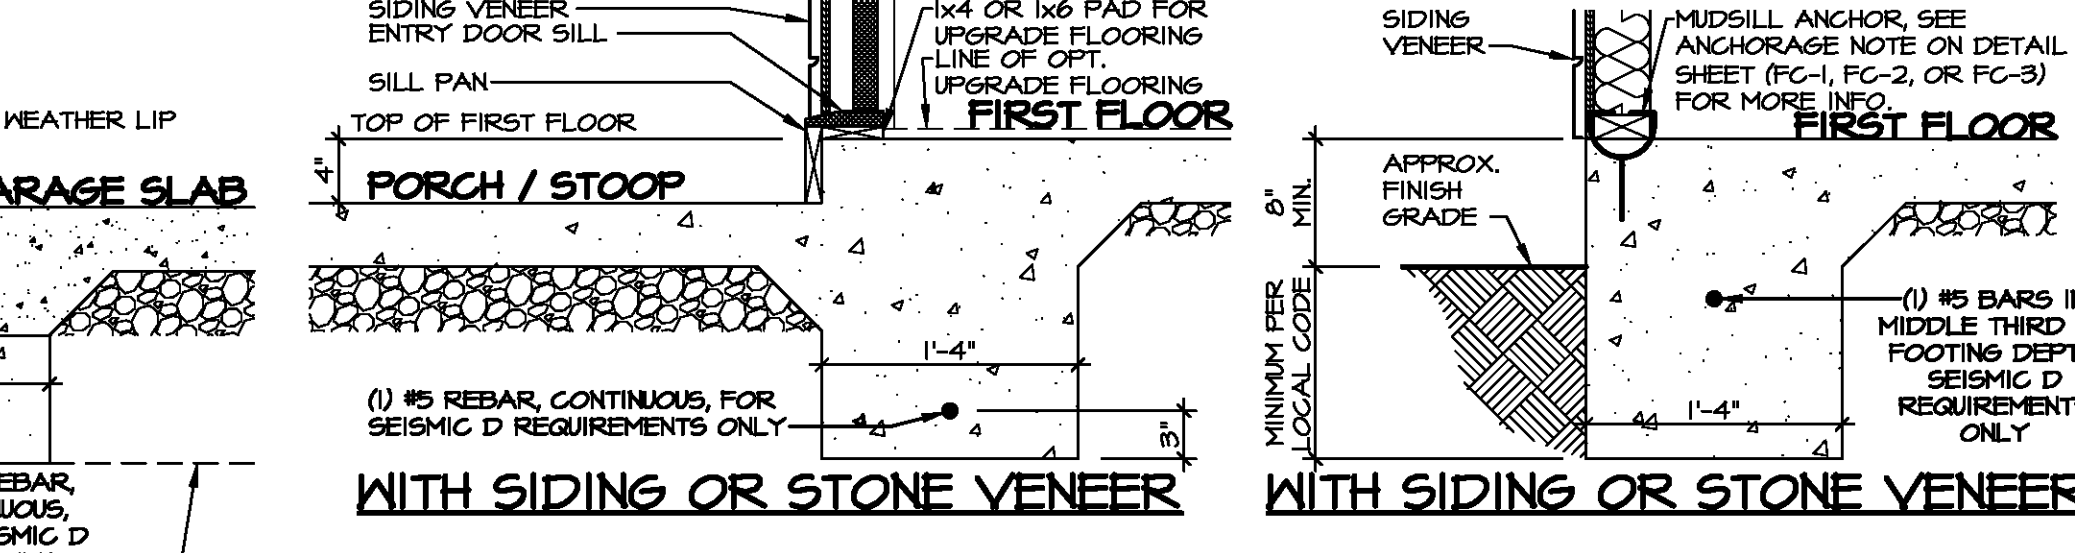 WEATHER LIP
ARAGE SLAB
EBAR,
SMIC D
SIDING VENEER
ENTRY DOOR SILL
SILL PAN
TOP OF FIRST FLOOR
4"
PORCH / STOOP
1x4 OR 1x6 PAD FOR
UPGRADE FLOORING
LINE OF OPT.
UPGRADE FLOORING
FIRST FLOOR
1'-4"
(1) #5 REBAR, CONTINUOUS, FOR
SEISMIC D REQUIREMENTS ONLY
3"
WITH SIDING OR STONE VENEER
SIDING
VENEER
MUDSILL ANCHOR, SEE
ANCHORAGE NOTE ON DETAIL
SHEET (FC-1, FC-2, OR FC-3)
FOR MORE INFO.
FIRST FLOOR
8"
MIN.
APPROX.
FINISH
GRADE
MINIMUM PER
LOCAL CODE
(1) #5 BARS
MIDDLE THIRD
FOOTING DEPT
SEISMIC D
REQUIREMENT
ONLY
1'-4"
WITH SIDING OR STONE VENEER